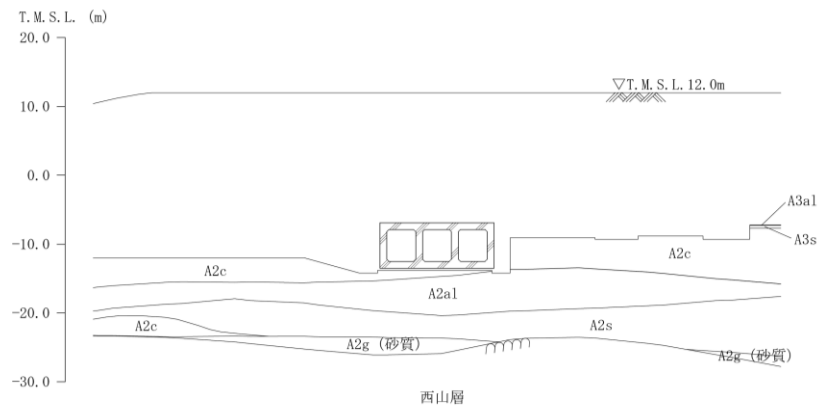 T.M.S.L. (m)
20.0
▽T.M.S.L.12.0m
10.0
0.0
A3al
A3s
-10.0
A2c
A2c
A2al
-20.0
A2c
A2s
A2g (砂質)
A2g (砂質)
-30.0
西山層